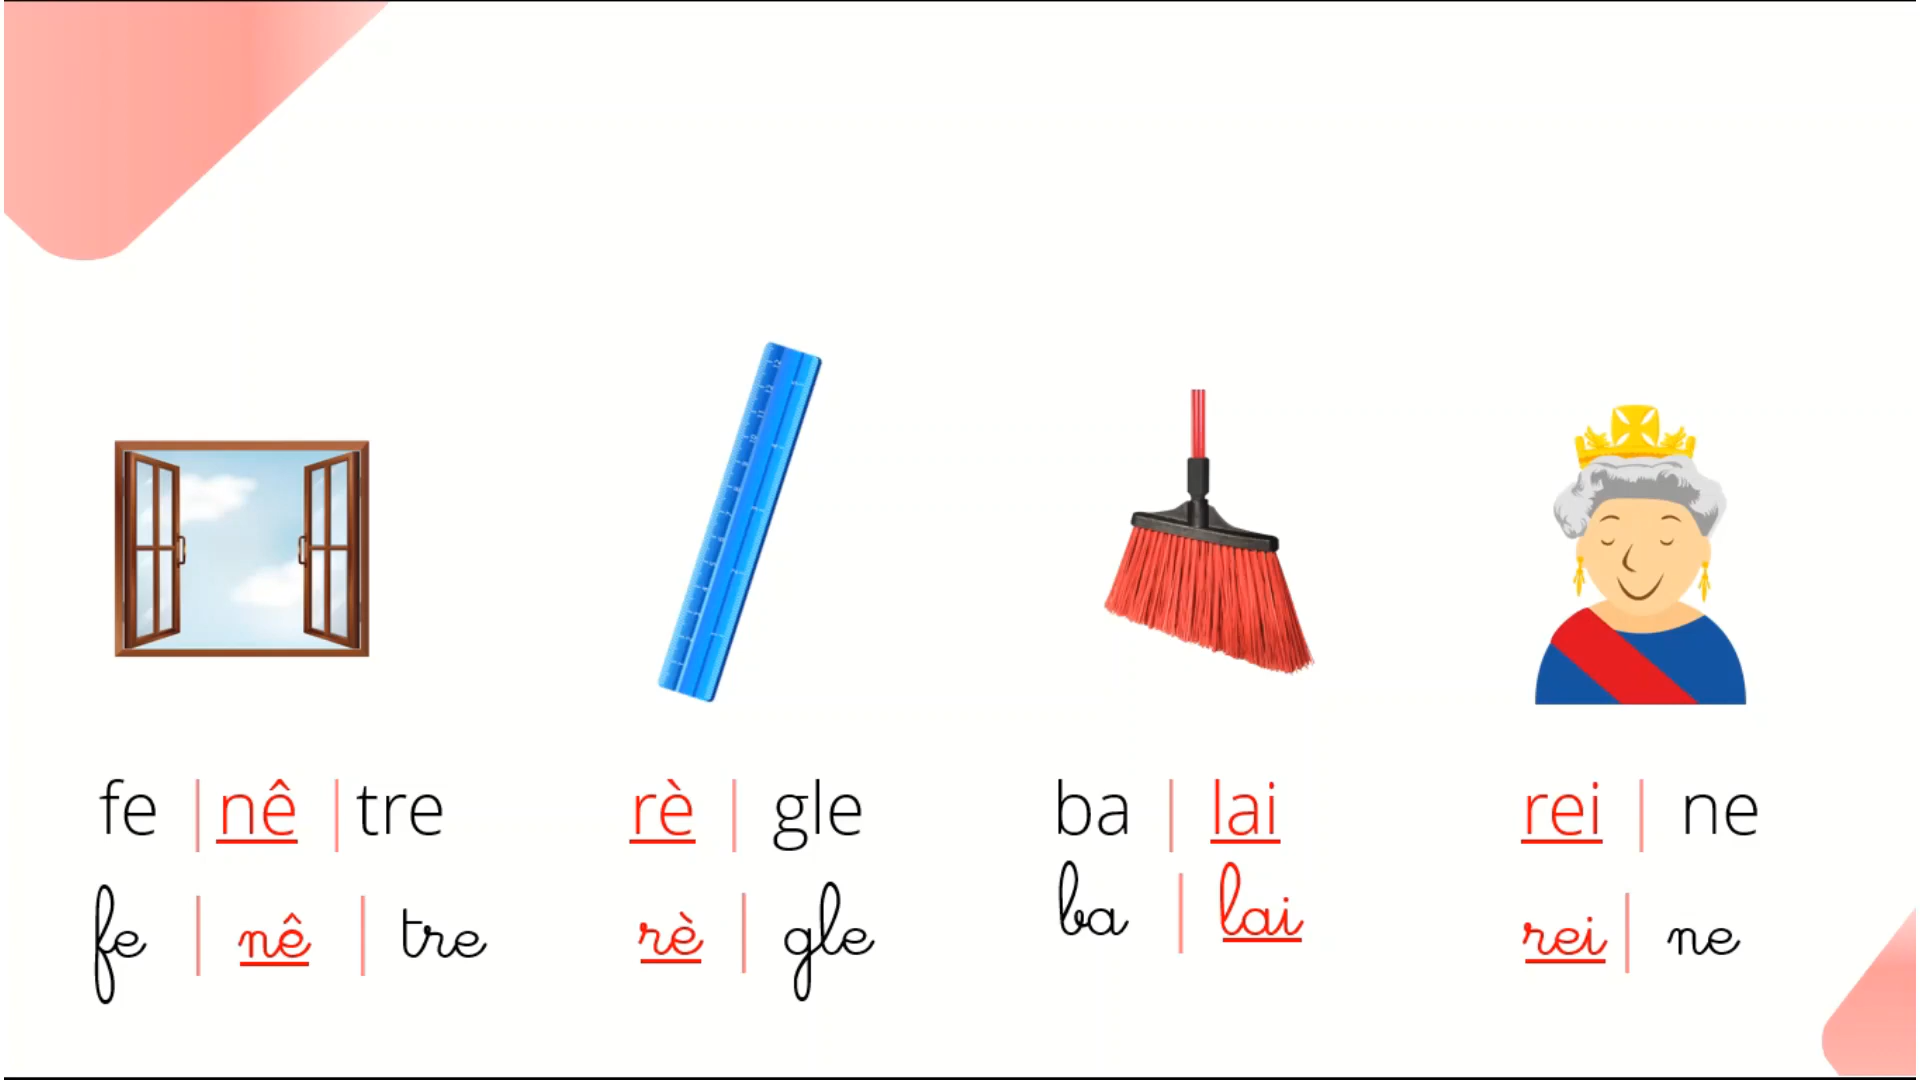 fe | nê | tre
fe | nê | tre
rè | gle
rè | gle
ba | lai
ba | lai
rei | ne
rei | ne